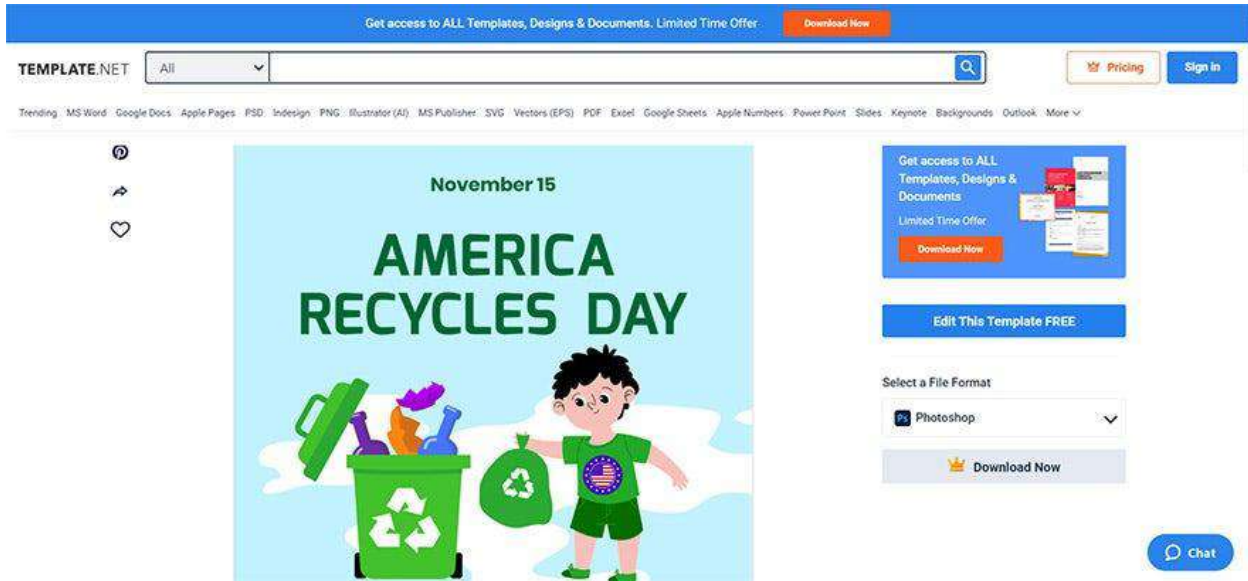 Get access to ALL Templates, Designs & Documents. Limited Time Offer Download Now
TEMPLATE.NET All Pricing Sign in
Trending MS Word Google Docs Apple Pages PSD Indesign PNG Illustrator (AI) MS Publisher SVG Vectors (EPS) PDF Excel Google Sheets Apple Numbers Power Point Slides Keynote Backgrounds Outlook More
November 15
AMERICA
RECYCLES DAY
Get access to ALL
Templates, Designs &
Documents
Limited Time Offer
Download Now
Edit This Template FREE
Select a File Format
Ps Photoshop
Download Now
Chat